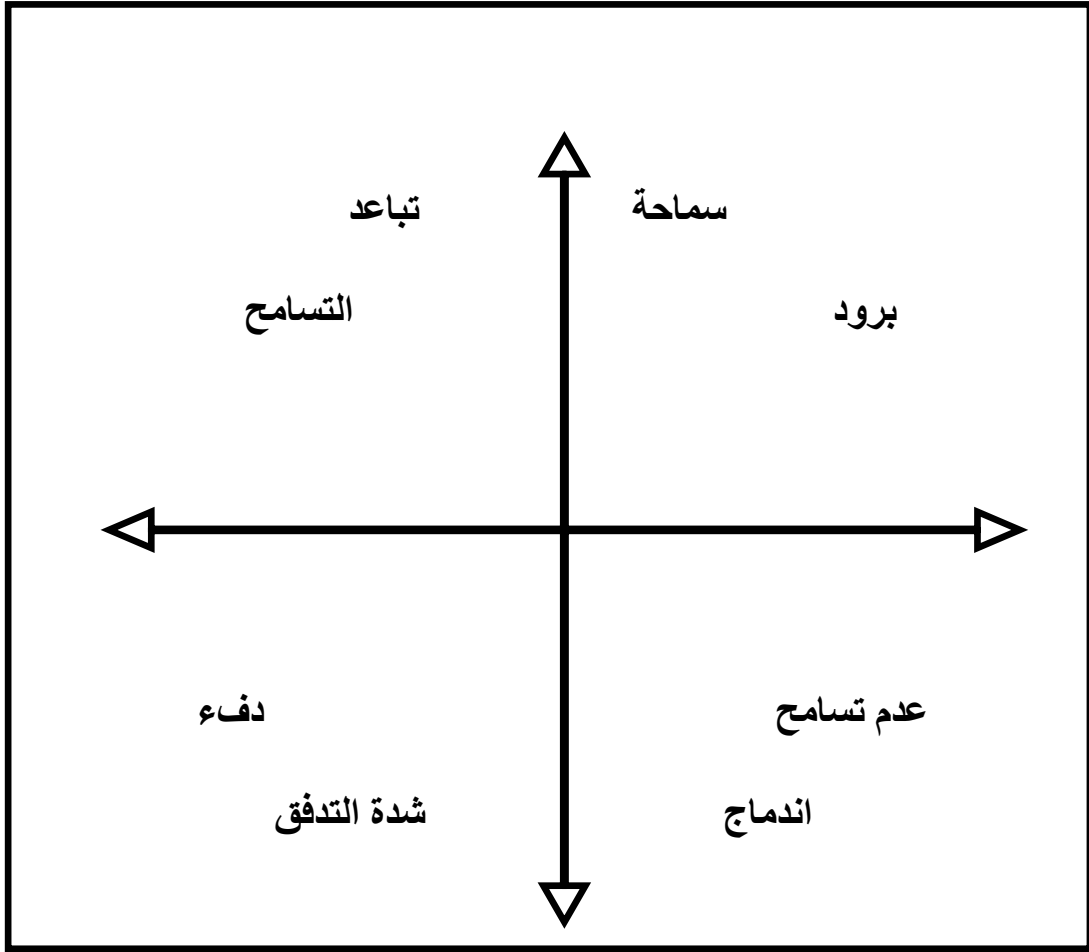 سماحة تباعد
برود التسامح
عدم تسامح دفء
اندماج شدة التدفق